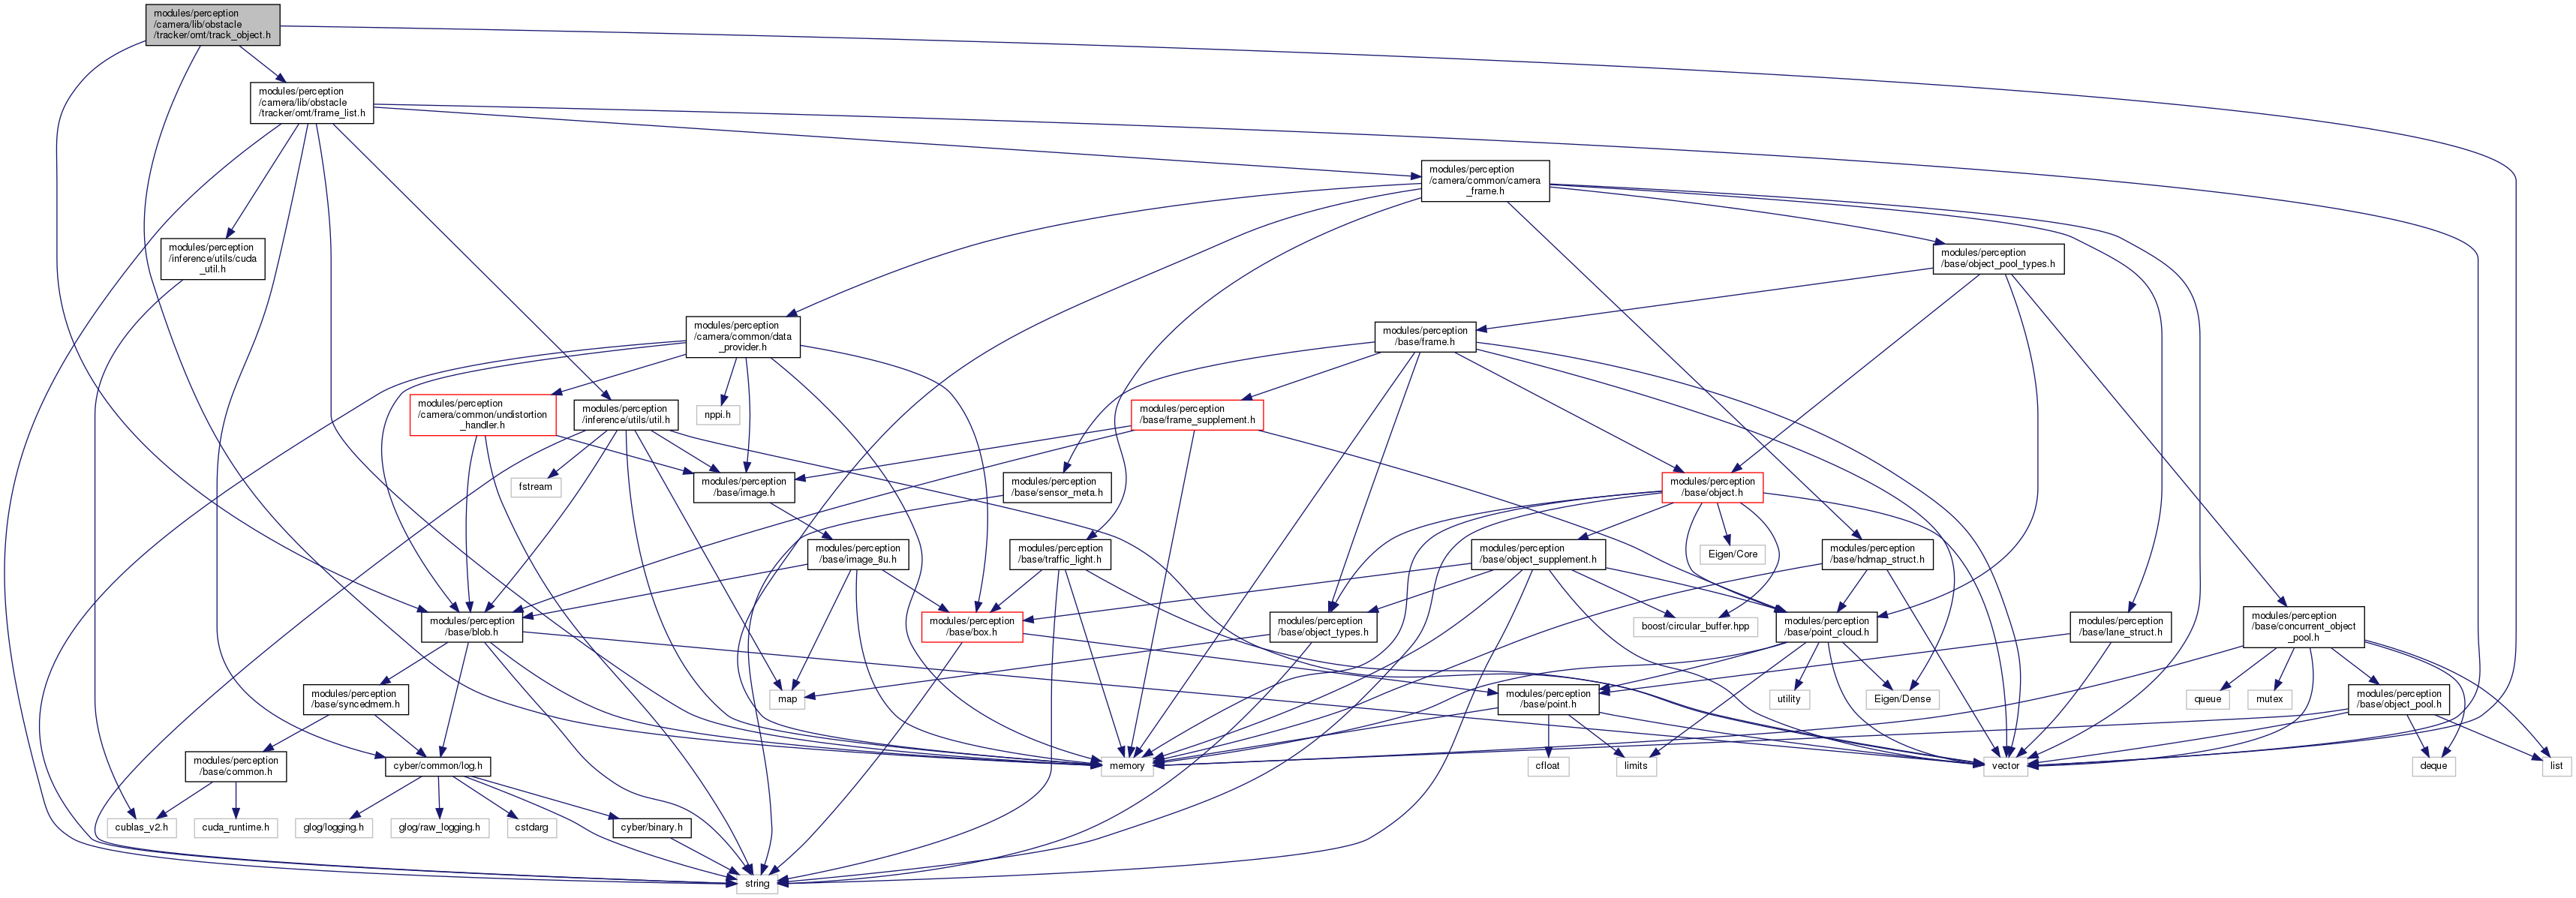 modules/perception
/camera/lib/obstacle
/tracker/omt/track_object.h
modules/perception
/camera/lib/obstacle
/tracker/omt/frame_list.h
modules/perception
/camera/common/camera
_frame.h
modules/perception
/inference/utils/cuda
_util.h
modules/perception
/base/object_pool_types.h
modules/perception
/camera/common/data
_provider.h
modules/perception
/base/frame.h
modules/perception
/camera/common/undistortion
_handler.h
modules/perception
/inference/utils/util.h
nppi.h
modules/perception
/base/frame_supplement.h
fstream
modules/perception
/base/image.h
modules/perception
/base/sensor_meta.h
modules/perception
/base/object.h
modules/perception
/base/image_8u.h
modules/perception
/base/traffic_light.h
modules/perception
/base/object_supplement.h
Eigen/Core
modules/perception
/base/hdmap_struct.h
modules/perception
/base/blob.h
modules/perception
/base/box.h
modules/perception
/base/object_types.h
boost/circular_buffer.hpp
modules/perception
/base/point_cloud.h
modules/perception
/base/lane_struct.h
modules/perception
/base/concurrent_object
_pool.h
modules/perception
/base/syncedmem.h
map
modules/perception
/base/point.h
utility
Eigen/Dense
queue
mutex
modules/perception
/base/object_pool.h
modules/perception
/base/common.h
cyber/common/log.h
memory
cfloat
limits
vector
deque
list
cublas_v2.h
cuda_runtime.h
glog/logging.h
glog/raw_logging.h
cstdarg
cyber/binary.h
string